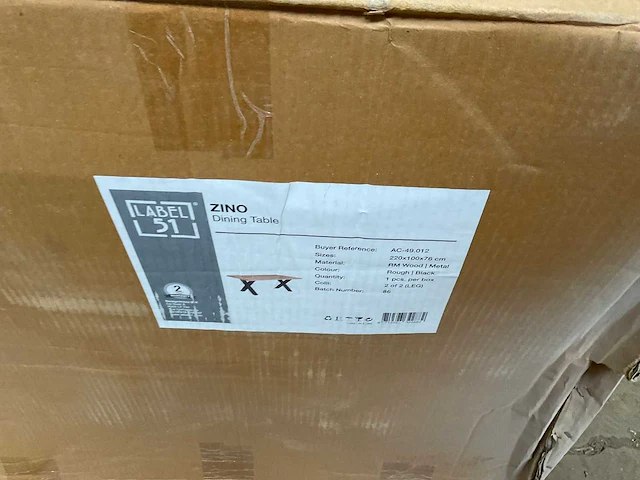 LABEL
51
ZINO
Dining Table
Buyer Reference: AC-49.012
Sizes: 220x100x76 cm
Material: RM Wood | Metal
Colour: Rough | Black
Quantity: 1 pcs. per box
Colli: 2 of 2 (LEG)
Batch Number: 86
2